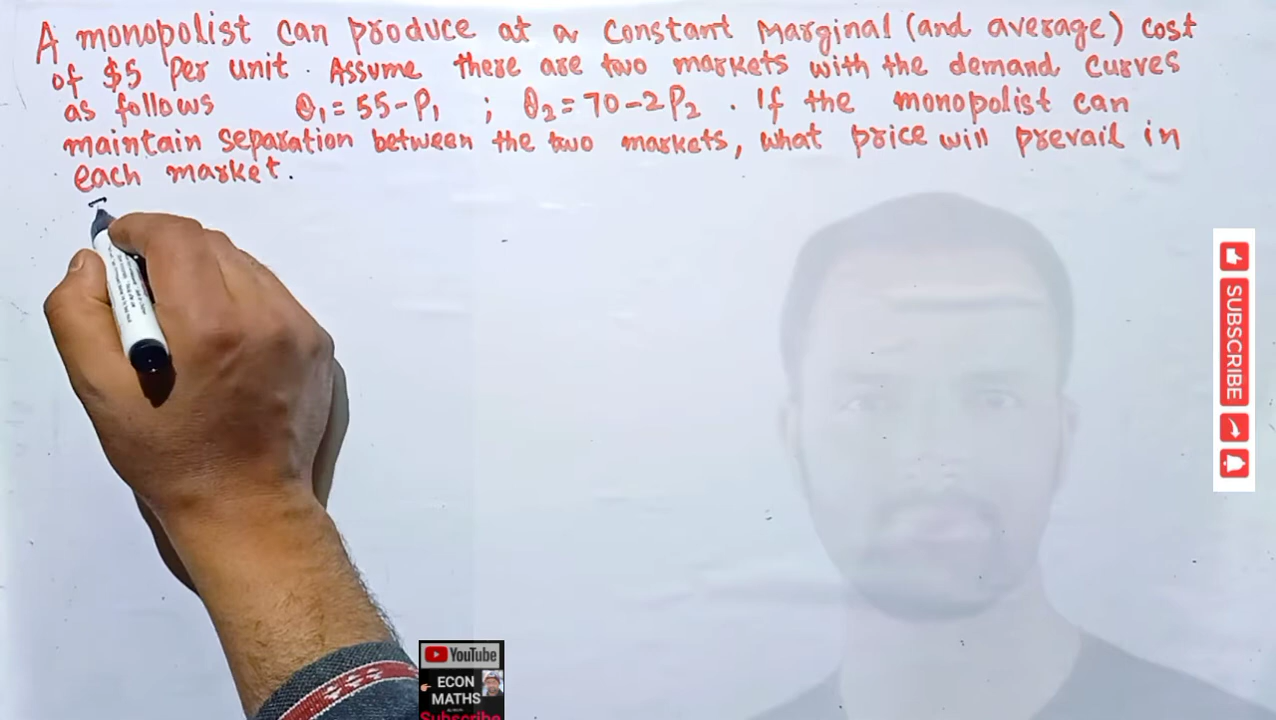 A monopolist can produce at a constant Marginal (and average) cost
of $5 per unit. Assume there are two markets with the demand curves
as follows Q₁ = 55-P₁ ; Q₂ = 70-2P₂. If the monopolist can
maintain separation between the two markets, what price will prevail in
each market.
SUBSCRIBE
YouTube
ECON
MATHS
Subscribe